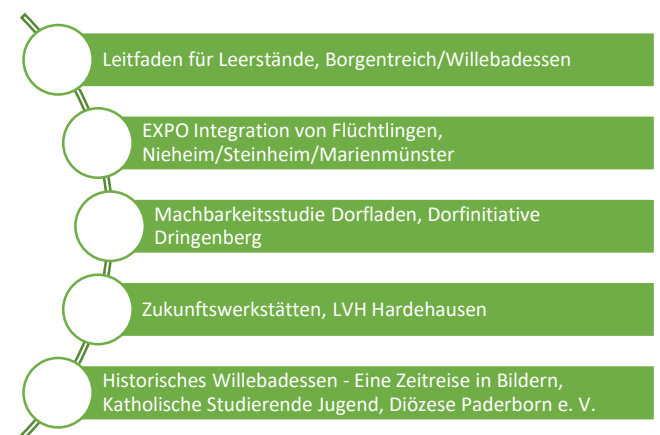 Leitfaden für Leerstände, Borgentreich/Willebadessen
EXPO Integration von Flüchtlingen,
Nieheim/Steinheim/Marienmünster
Machbarkeitsstudie Dorfladen, Dorfinitiative
Dringenberg
Zukunftswerkstätten, LVH Hardehausen
Historisches Willebadessen - Eine Zeitreise in Bildern,
Katholische Studierende Jugend, Diözese Paderborn e. V.